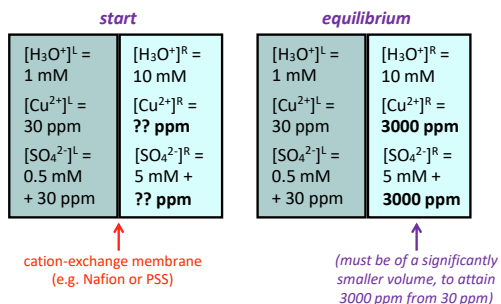 start
equilibrium
[H₃O⁺]ᴸ =
1 mM
[Cu²⁺]ᴸ =
30 ppm
[SO₄²⁻]ᴸ =
0.5 mM
+ 30 ppm
[H₃O⁺]ᴿ =
10 mM
[Cu²⁺]ᴿ =
?? ppm
[SO₄²⁻]ᴿ =
5 mM +
?? ppm
[H₃O⁺]ᴸ =
1 mM
[Cu²⁺]ᴸ =
30 ppm
[SO₄²⁻]ᴸ =
0.5 mM
+ 30 ppm
[H₃O⁺]ᴿ =
10 mM
[Cu²⁺]ᴿ =
3000 ppm
[SO₄²⁻]ᴿ =
5 mM +
3000 ppm
cation-exchange membrane
(e.g. Nafion or PSS)
(must be of a significantly
smaller volume, to attain
3000 ppm from 30 ppm)